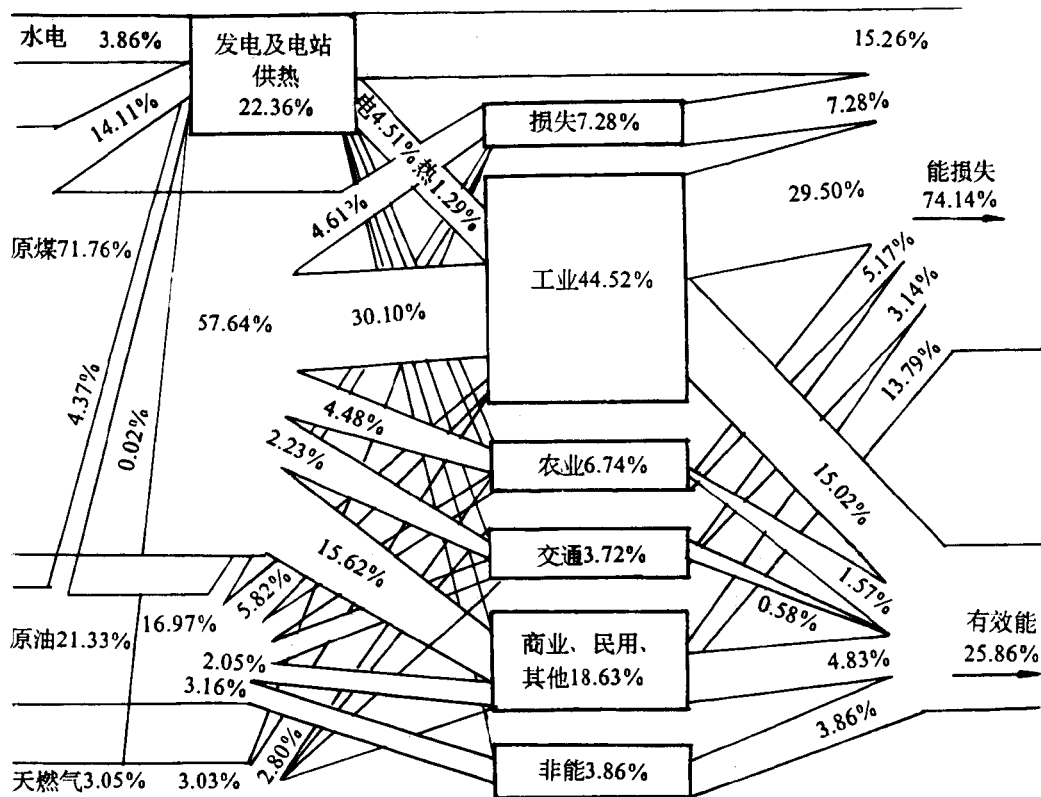 水电 3.86%
发电及电站
供热
22.36%
15.26%
14.11%
电4.51%
热1.29%
损失7.28%
7.28%
能损失
74.14%
4.61%
29.50%
原煤71.76%
工业44.52%
5.17%
3.14%
57.64%
30.10%
13.79%
4.37%
0.02%
4.48%
2.23%
农业6.74%
15.02%
15.62%
交通3.72%
1.57%
0.58%
5.82%
16.97%
原油21.33%
商业、民用、
其他18.63%
有效能
25.86%
4.83%
2.05%
3.16%
3.86%
2.80%
非能3.86%
天燃气3.05%
3.03%